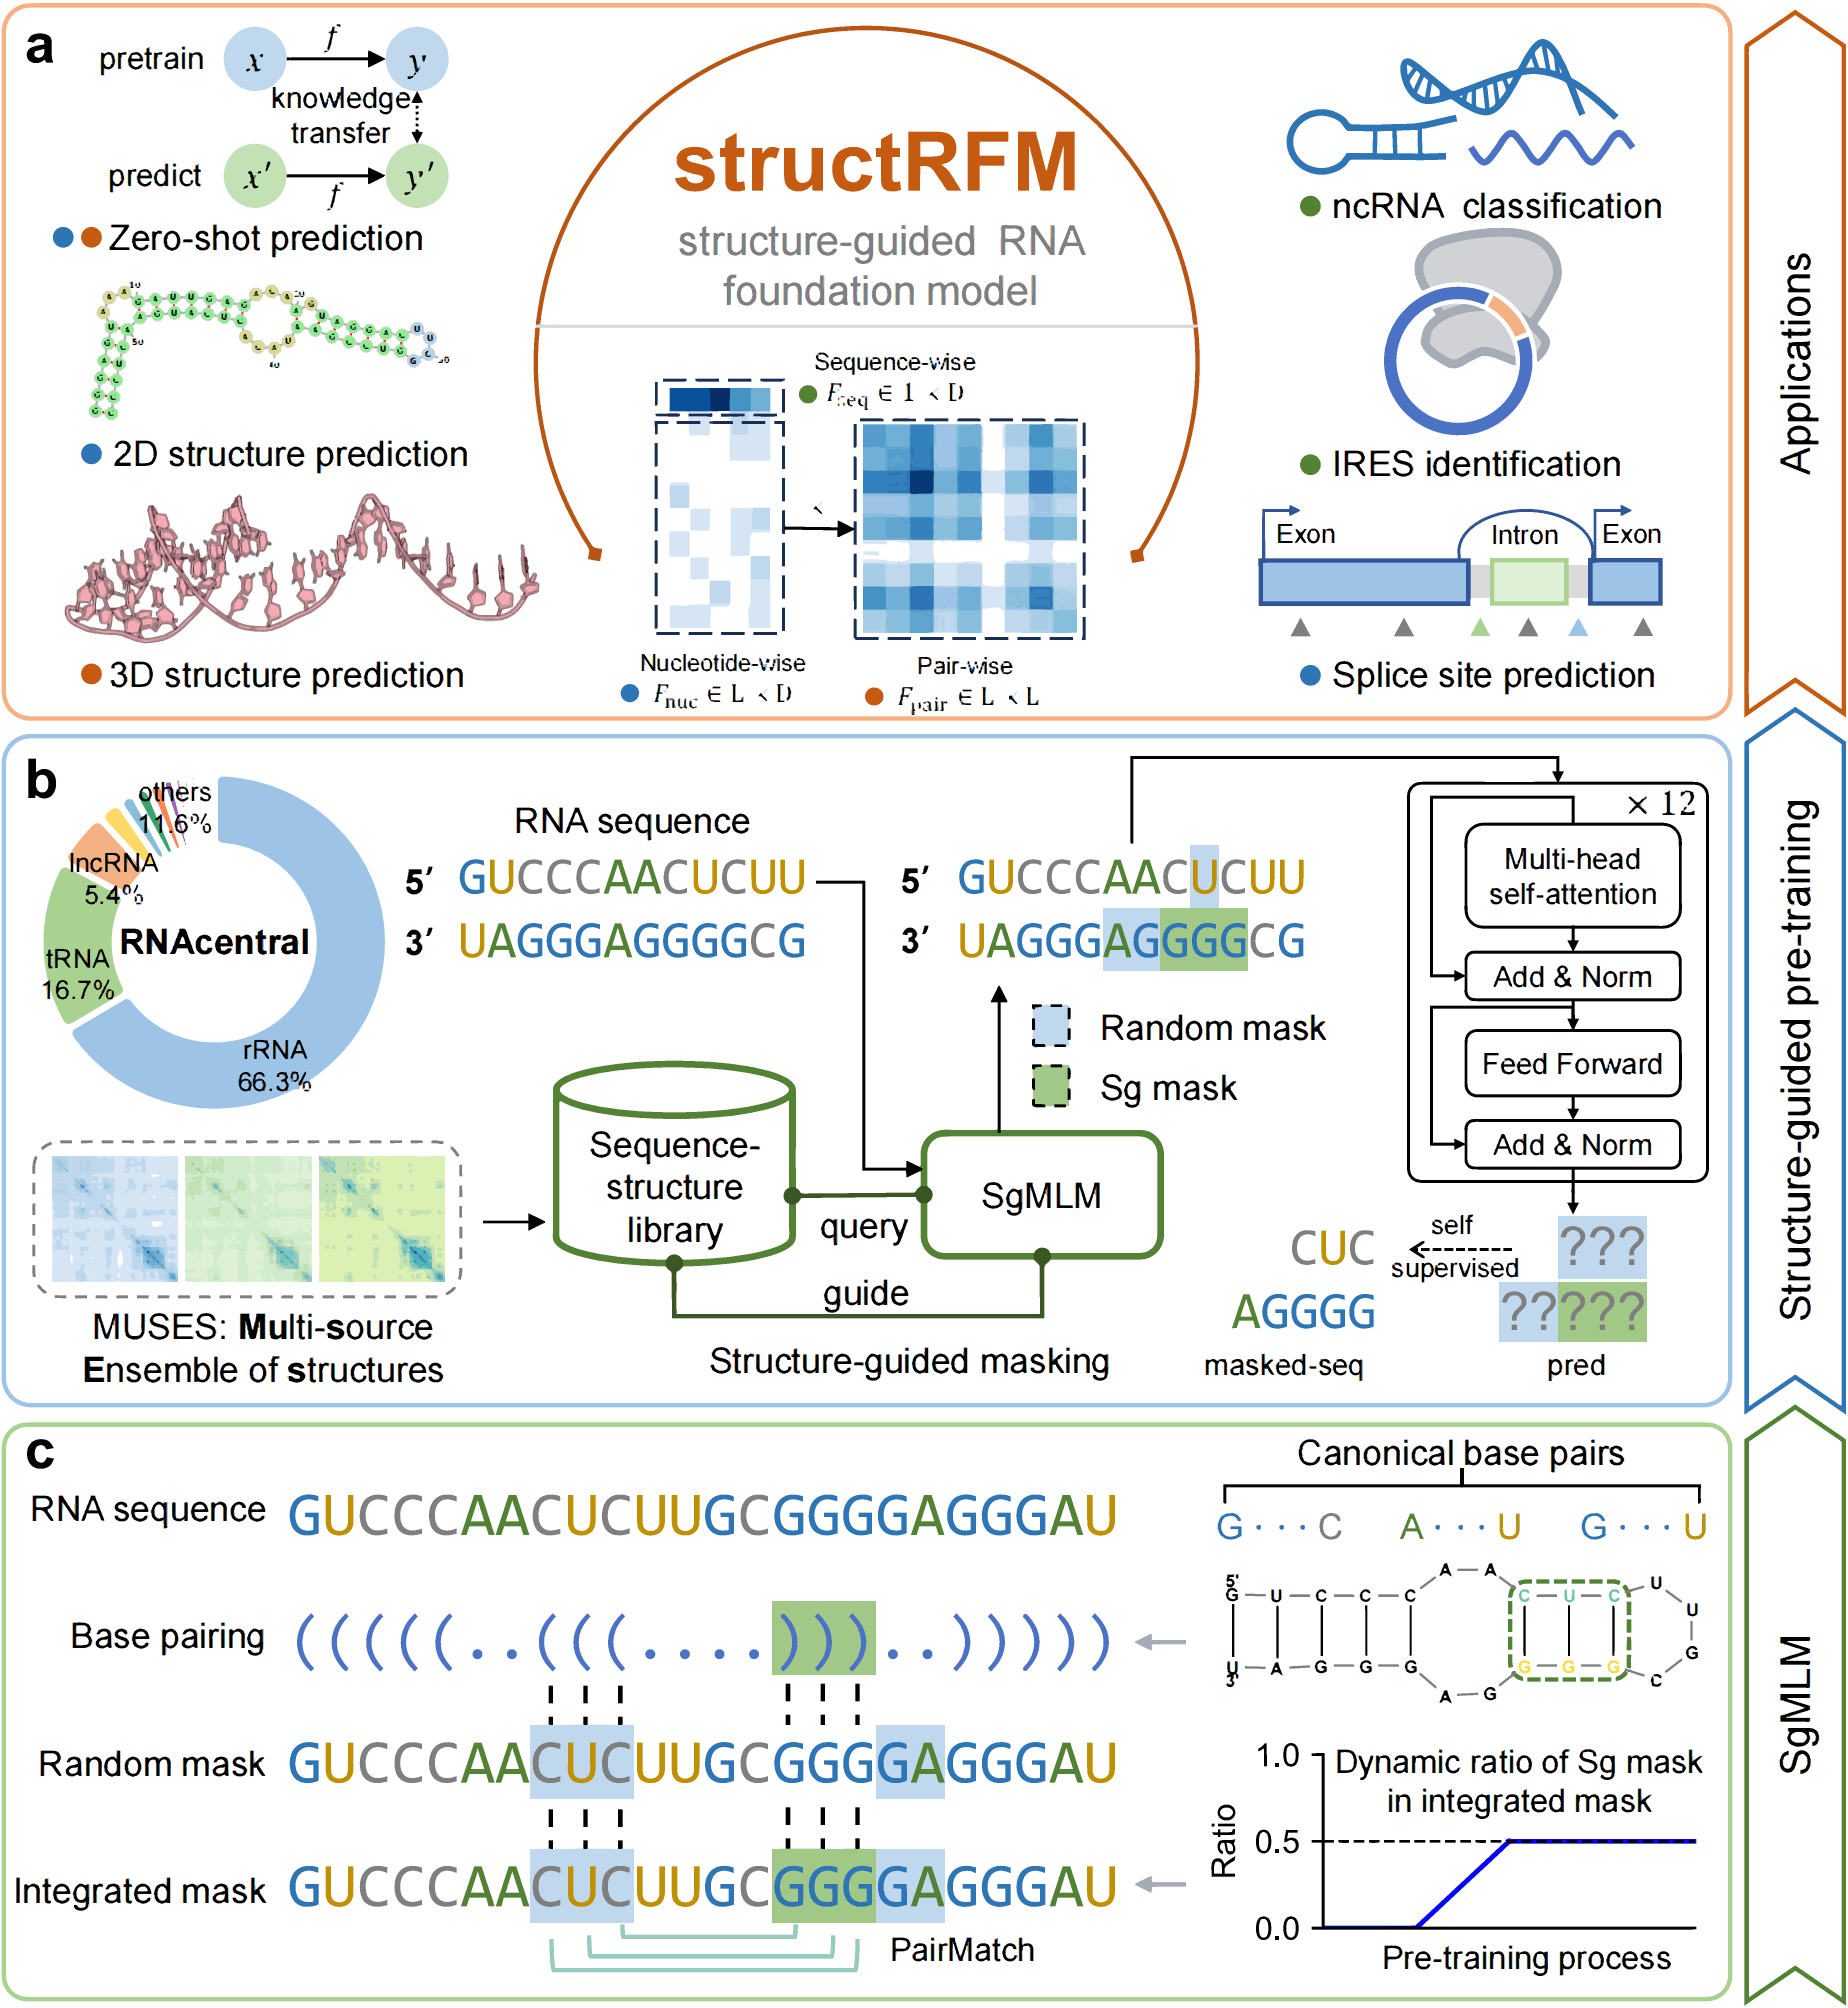 a
pretrain
x
f
y
knowledge
transfer
predict
x′
f
y′
Zero-shot prediction
2D structure prediction
3D structure prediction
structRFM
structure-guided RNA
foundation model
Sequence-wise
Nucleotide-wise
Pair-wise
ncRNA classification
IRES identification
Exon
Intron
Exon
Splice site prediction
Applications
b
others
11.6%
lncRNA
5.4%
RNAcentral
tRNA
16.7%
rRNA
66.3%
MUSES: Multi-source
Ensemble of structures
RNA sequence
5′ GUCCCAACUCUU
3′ UAGGGAGGGGCG
5′ GUCCCAACUCUU
3′ UAGGGAGGGGCG
Random mask
Sg mask
Sequence-
structure
library
query
SgMLM
guide
Structure-guided masking
× 12
Multi-head
self-attention
Add & Norm
Feed Forward
Add & Norm
CUC
self
supervised
???
AGGGG
?????
masked-seq
pred
Structure-guided pre-training
c
RNA sequence
GUCCCAACUCUUGCGGGGAGGGAU
Base pairing
(((((..(((....)))..)))))
Random mask
GUCCCAACUCUUGCGGGGAGGGAU
Integrated mask
GUCCCAACUCUUGCGGGGAGGGAU
PairMatch
Canonical base pairs
G···C A···U G···U
5'
G U C C C A A C U C U
U
G
U A G G G A G G G G C
3'
1.0
0.5
0.0
Ratio
Dynamic ratio of Sg mask
in integrated mask
Pre-training process
SgMLM